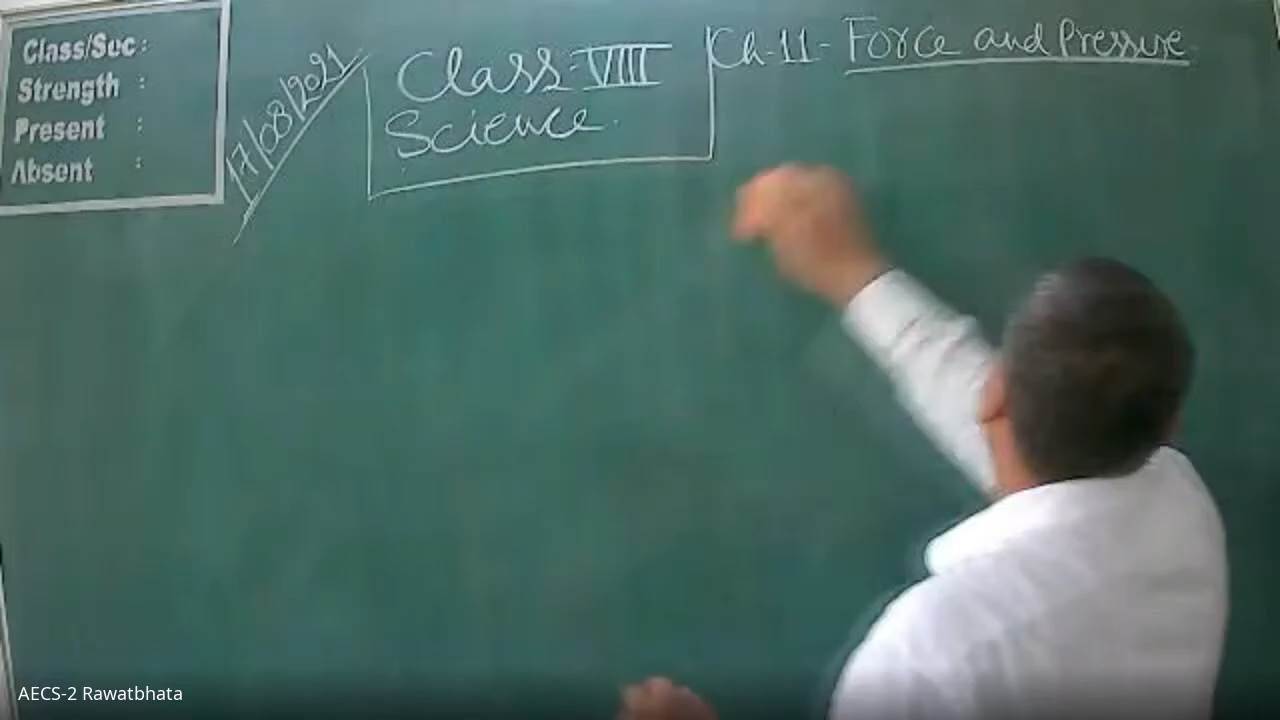 Class/Sec :
Strength :
Present :
Absent :
17/08/2021
Class-VIII
Science.
Ch-11- Force and Pressure.
AECS-2 Rawatbhata